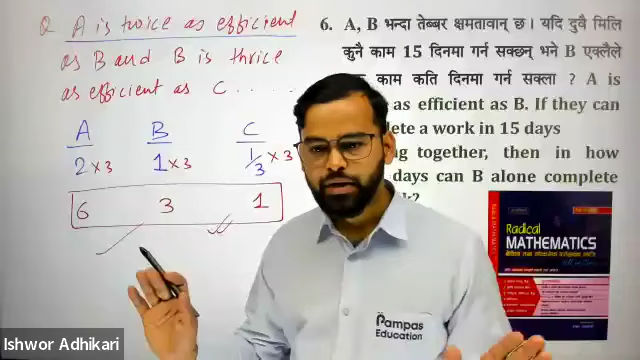 Q A is twice as efficient
as B and B is thrice
as efficient as C . . . . .
A B C
2×3 1×3 1/3×3
6 3 1
6. A, B भन्दा तेब्बर क्षमतावान् छ। यदि दुवै मिलि
कुनै काम 15 दिनमा गर्न सक्छन् भने B एक्लैले
काम कति दिनमा गर्न सक्ला ? A is
as efficient as B. If they can
ete a work in 15 days
ng together, then in how
days can B alone complete
k?
Radical
MATHEMATICS
Pampas
Education
Ishwor Adhikari